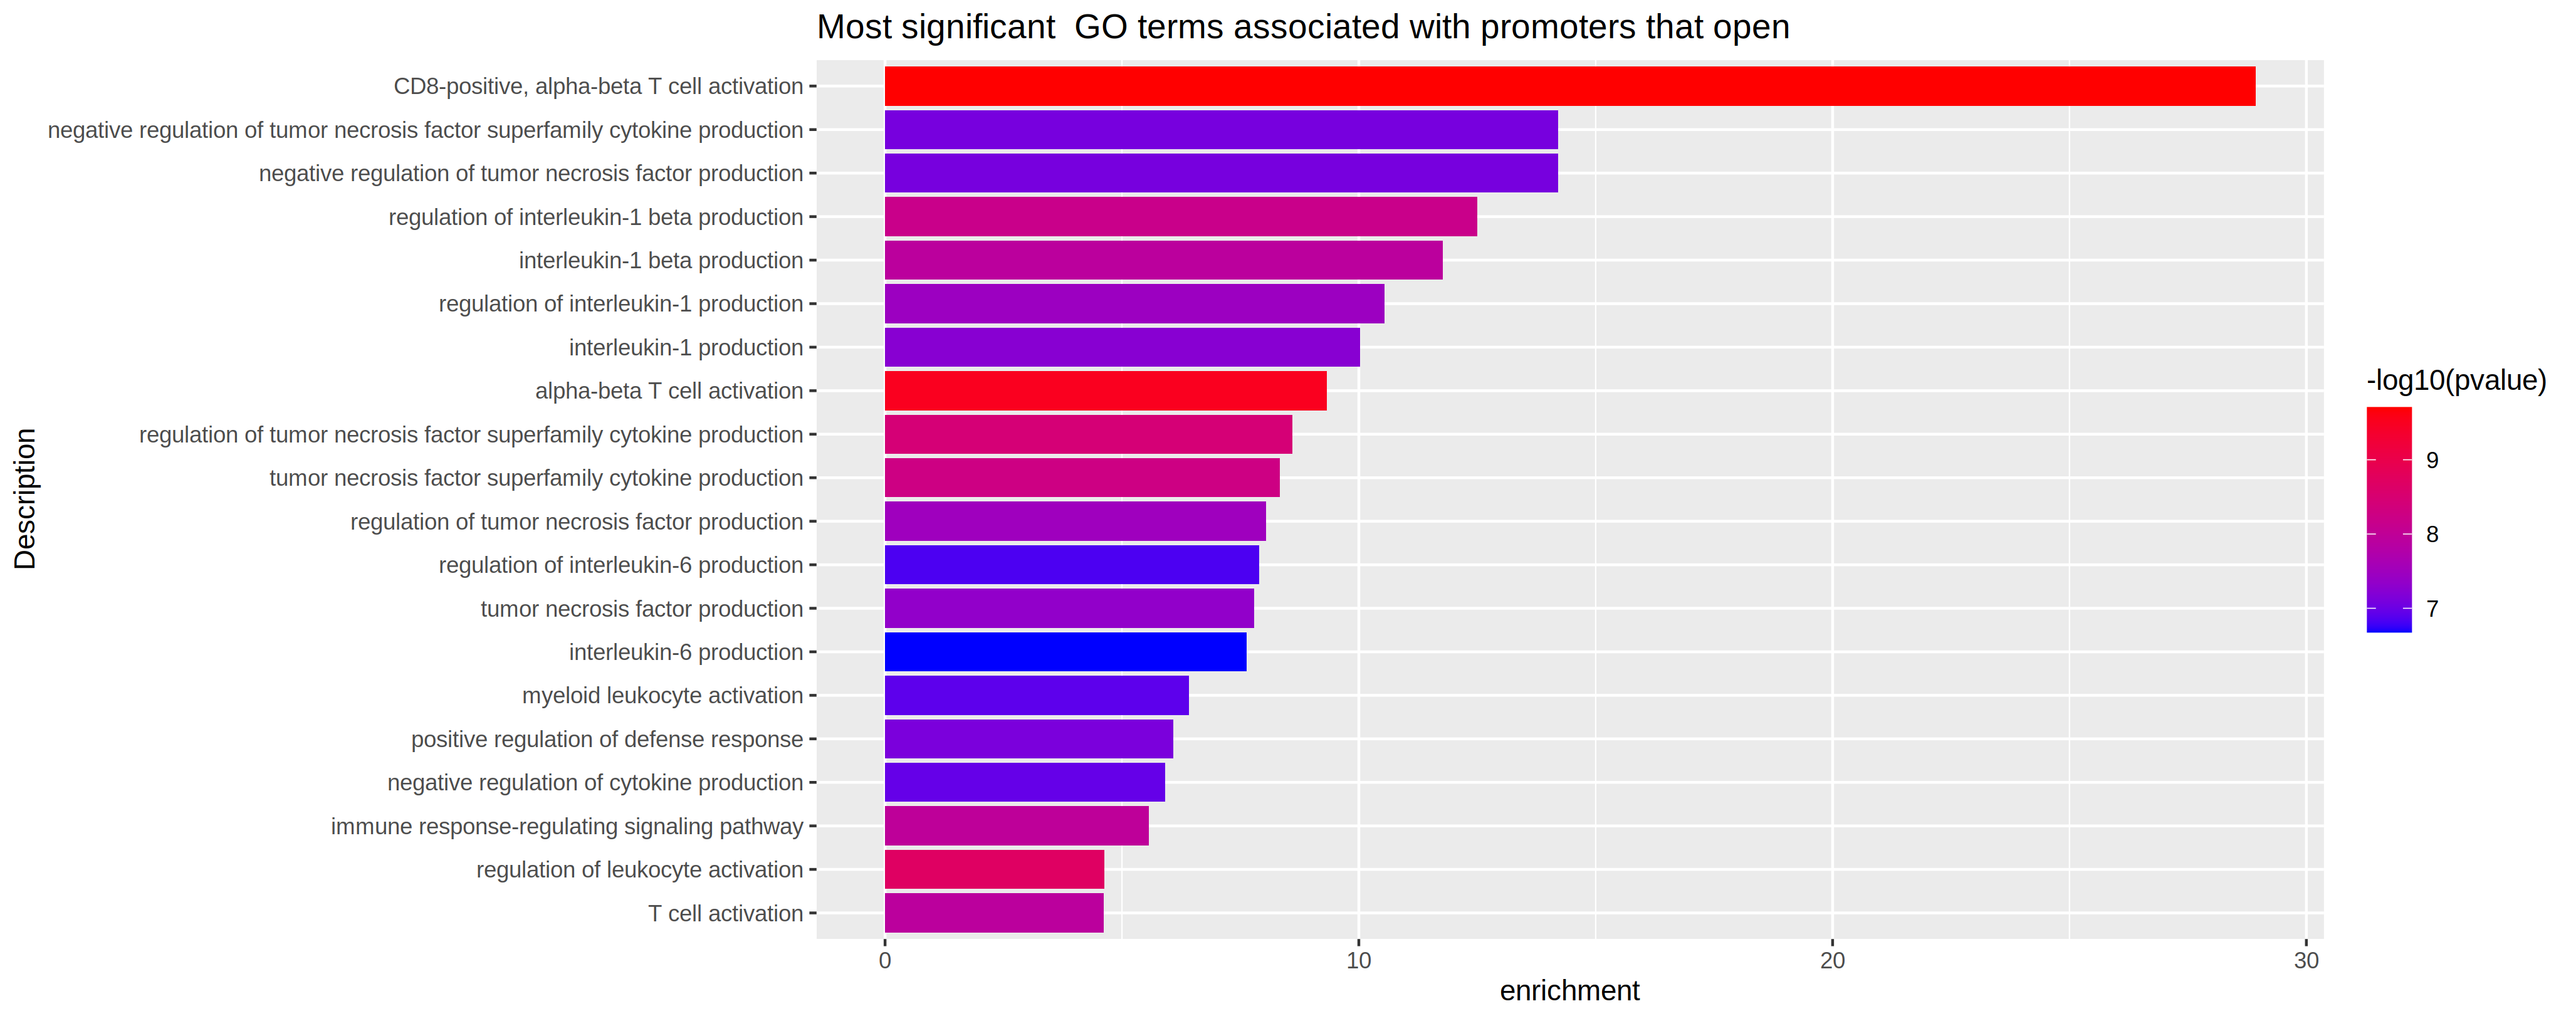 Most significant  GO terms associated with promoters that open
CD8-positive, alpha-beta T cell activation
negative regulation of tumor necrosis factor superfamily cytokine production
negative regulation of tumor necrosis factor production
regulation of interleukin-1 beta production
interleukin-1 beta production
regulation of interleukin-1 production
interleukin-1 production
alpha-beta T cell activation
regulation of tumor necrosis factor superfamily cytokine production
tumor necrosis factor superfamily cytokine production
regulation of tumor necrosis factor production
regulation of interleukin-6 production
tumor necrosis factor production
interleukin-6 production
myeloid leukocyte activation
positive regulation of defense response
negative regulation of cytokine production
immune response-regulating signaling pathway
regulation of leukocyte activation
T cell activation
Description
0 10 20 30
enrichment
-log10(pvalue)
9
8
7